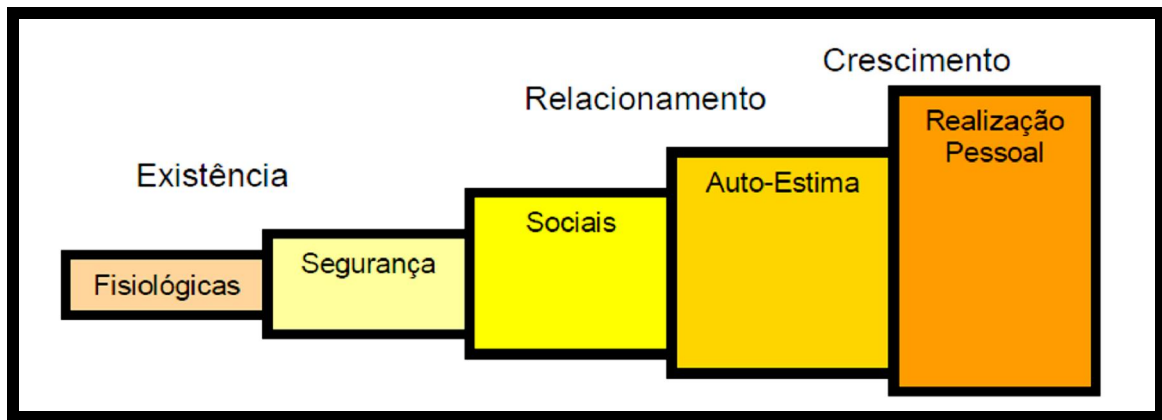 Crescimento
Relacionamento
Existência
Fisiológicas
Segurança
Sociais
Auto-Estima
Realização
Pessoal